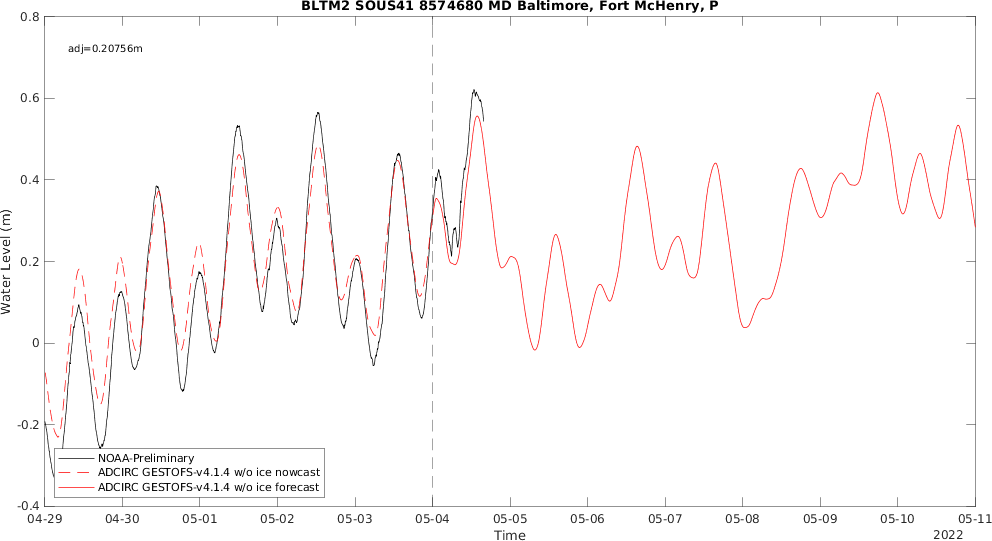 BLTM2 SOUS41 8574680 MD Baltimore, Fort McHenry, P
adj=0.20756m
0.8
0.6
0.4
0.2
0
-0.2
-0.4
Water Level (m)
NOAA-Preliminary
ADCIRC GESTOFS-v4.1.4 w/o ice nowcast
ADCIRC GESTOFS-v4.1.4 w/o ice forecast
04-29 04-30 05-01 05-02 05-03 05-04 05-05 05-06 05-07 05-08 05-09 05-10 05-11
Time
2022